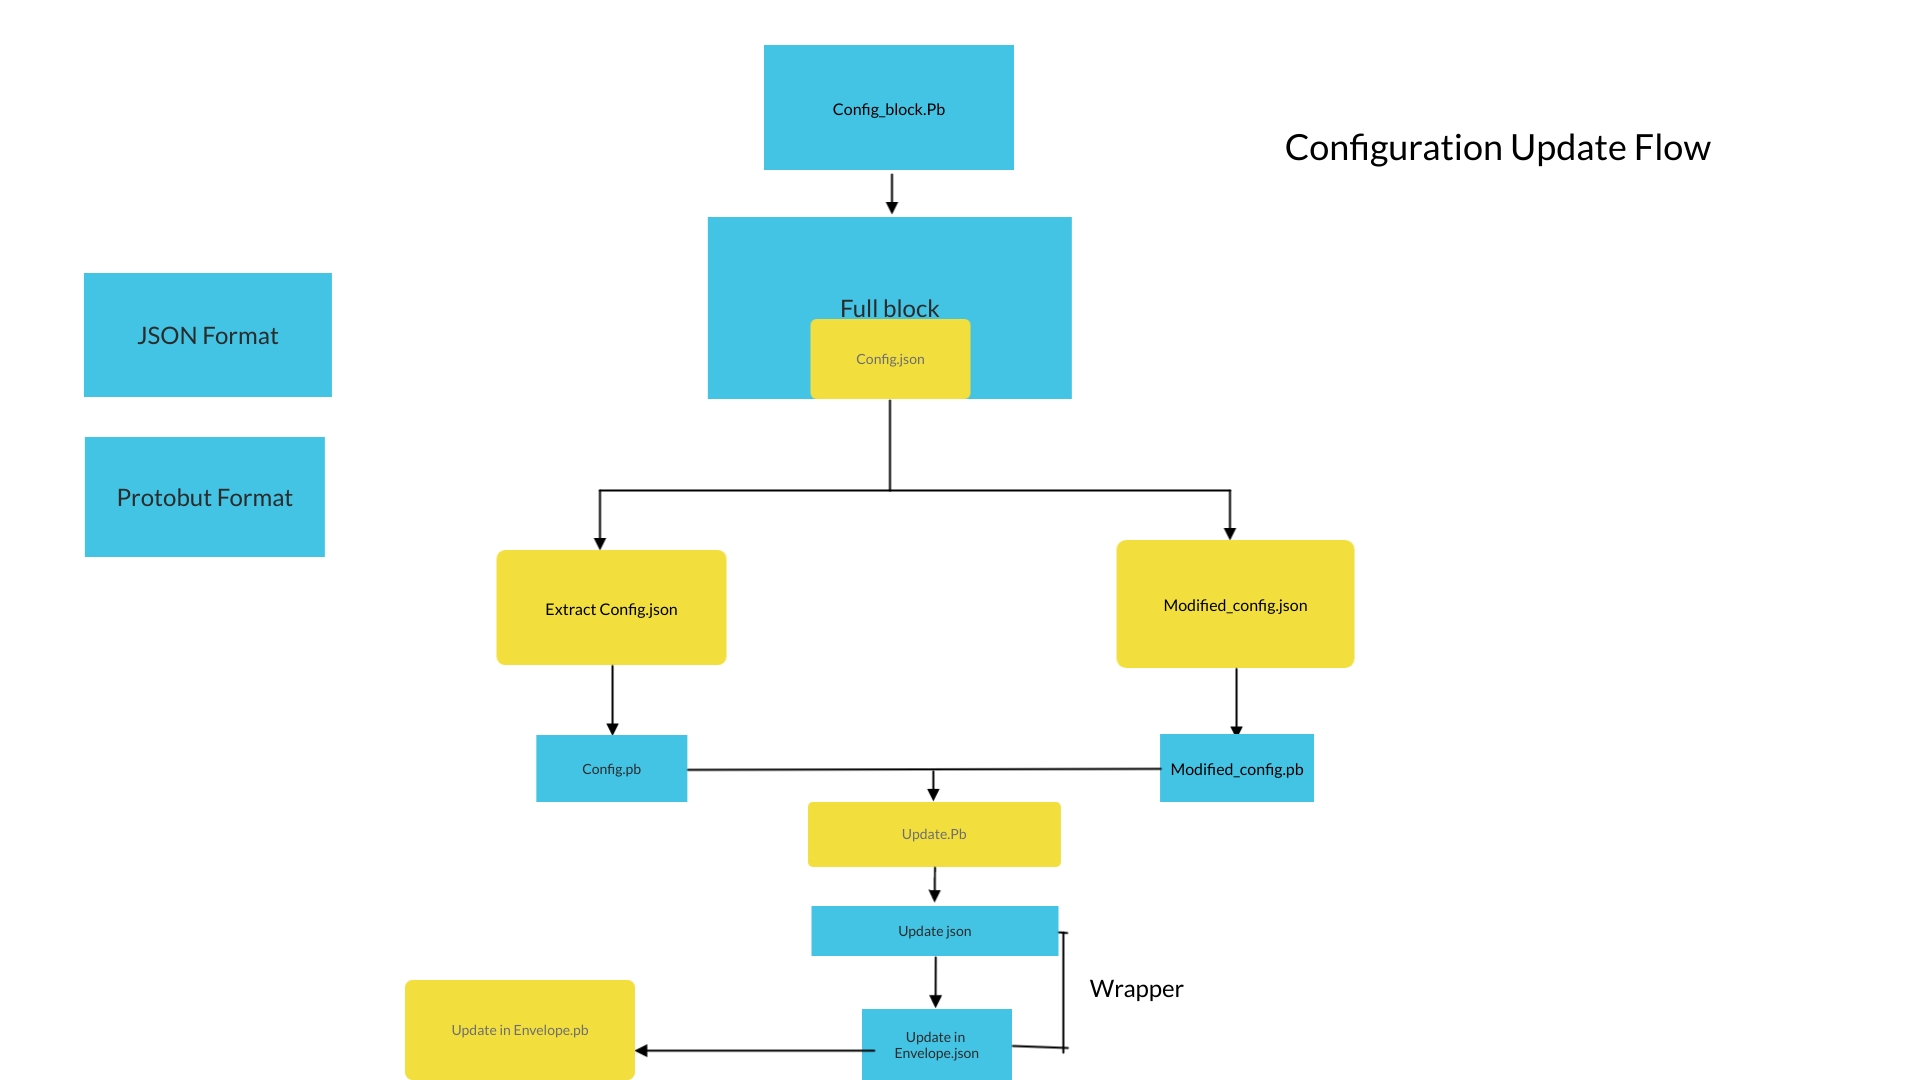 Config_block.Pb
Configuration Update Flow
Full block
JSON Format
Config.json
Protobut Format
Extract Config.json
Modified_config.json
Config.pb
Modified_config.pb
Update.Pb
Update json
Wrapper
Update in Envelope.pb
Update in
Envelope.json